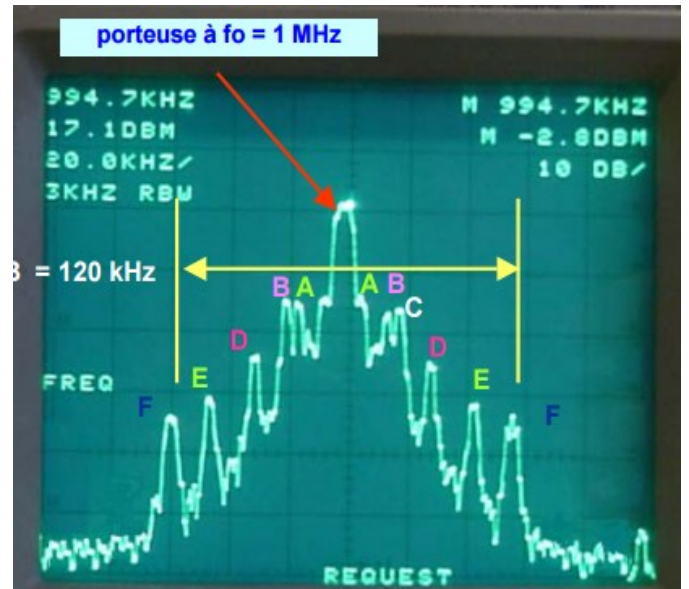 porteuse à fo = 1 MHz
994.7KHZ
17.1DBM
20.0KHZ/
3KHZ RBW
M 994.7KHZ
M -2.8DBM
10 DB/
= 120 kHz
B A A B
C
D D
E E
FREQ
F F
REQUEST